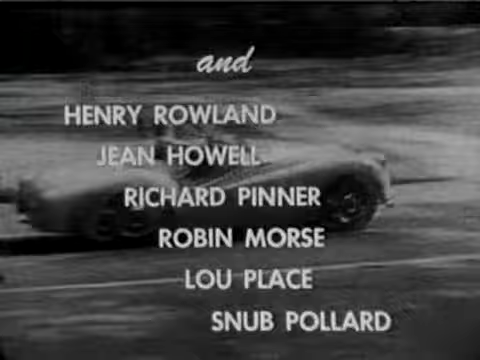 and
HENRY ROWLAND
JEAN HOWELL
RICHARD PINNER
ROBIN MORSE
LOU PLACE
SNUB POLLARD